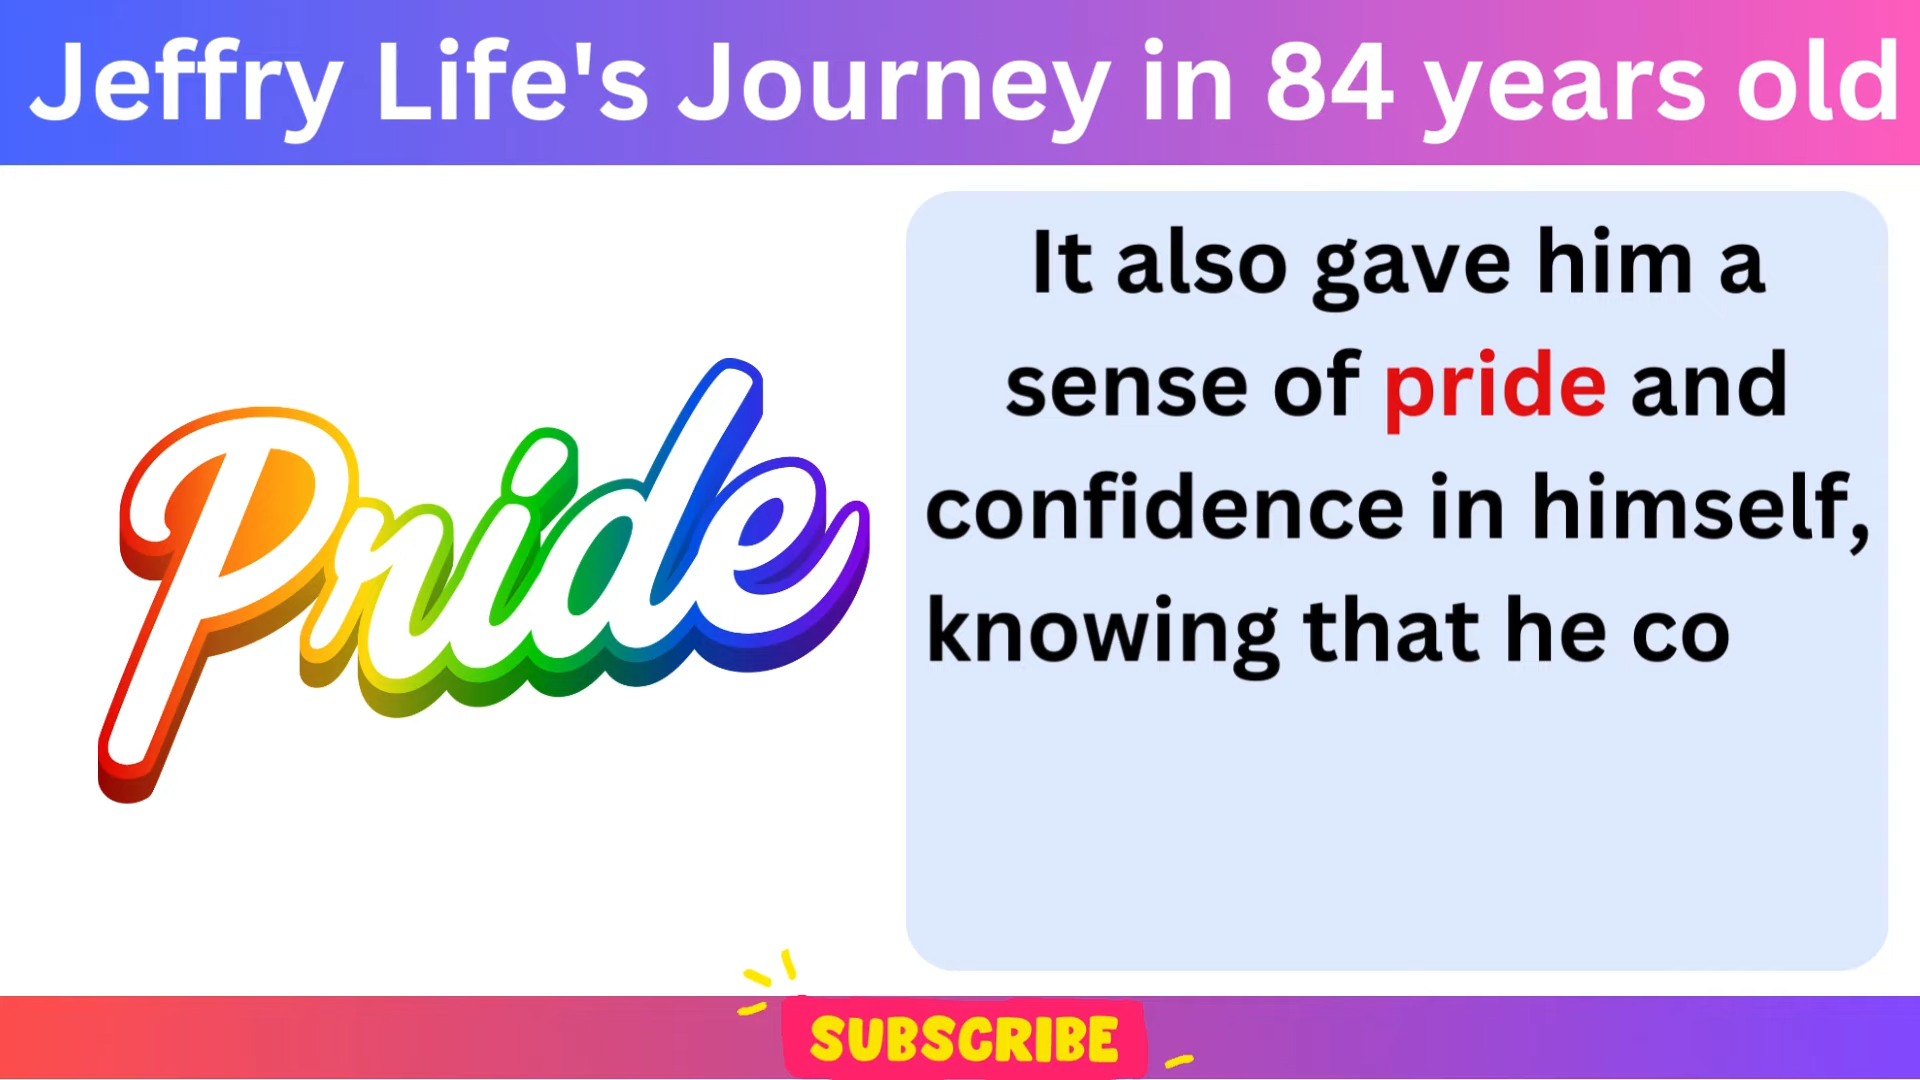 Jeffry Life's Journey in 84 years old
Pride
It also gave him a
sense of pride and
confidence in himself,
knowing that he co
SUBSCRIBE